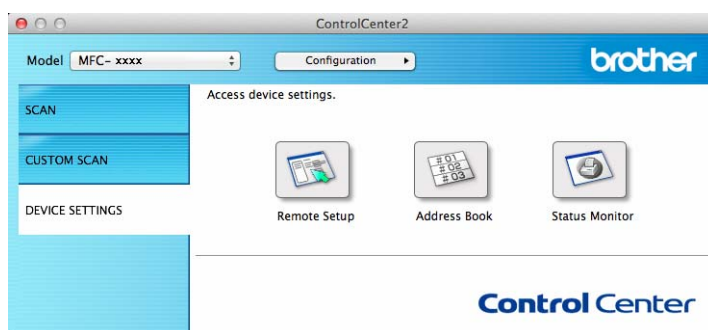 ControlCenter2
Model MFC- xxxx Configuration
brother
Access device settings.
SCAN
CUSTOM SCAN
DEVICE SETTINGS
#01
#02
#03
Remote Setup Address Book Status Monitor
Control Center